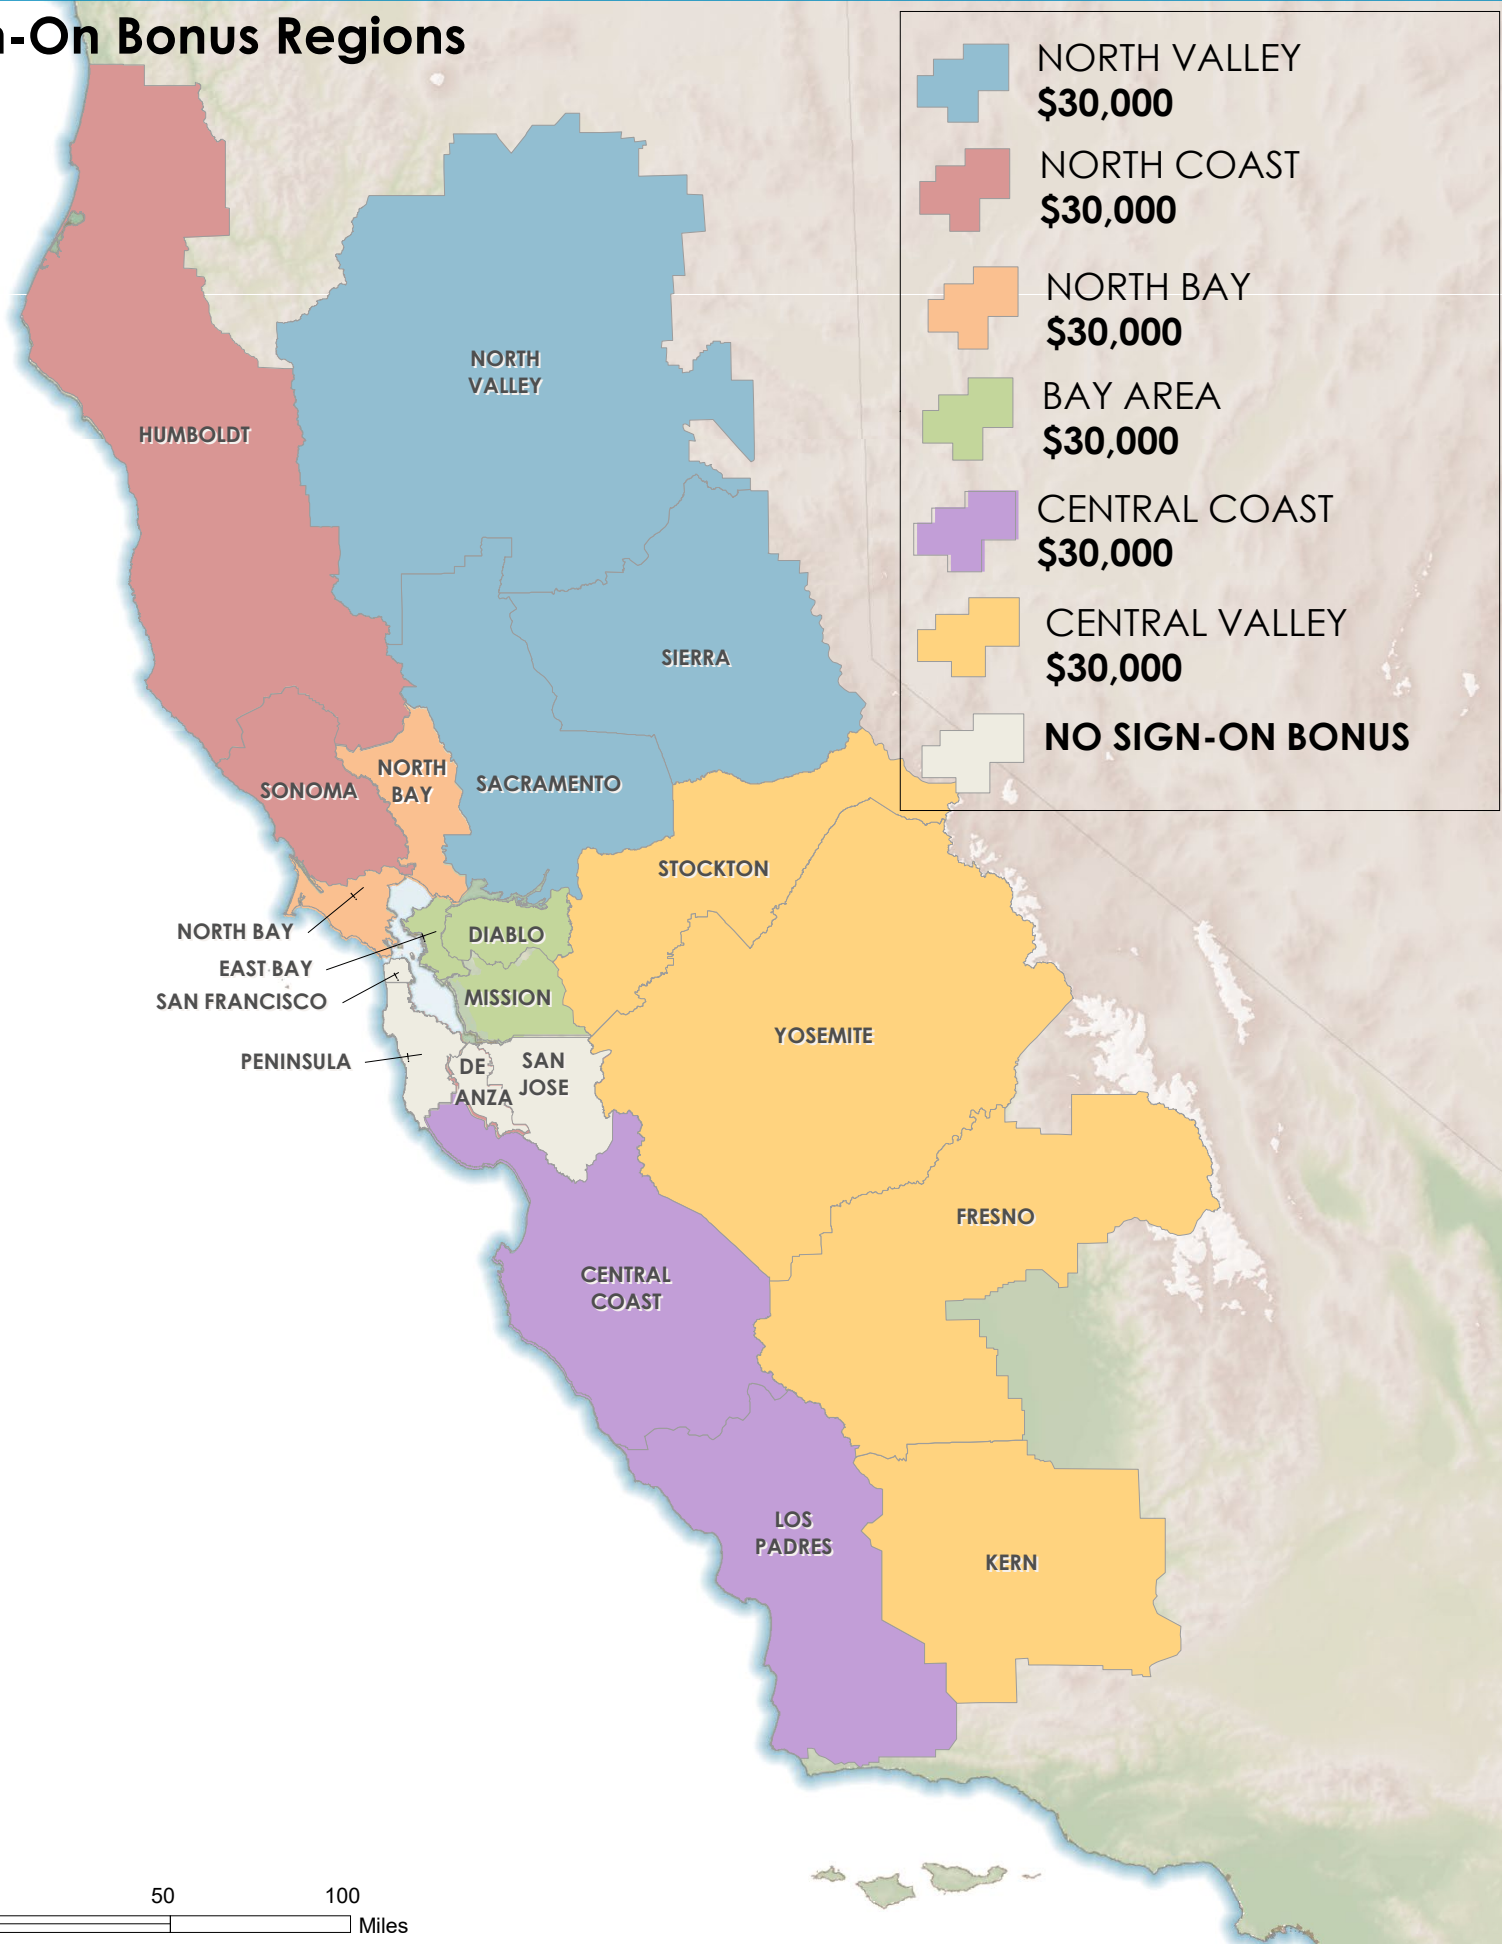 -On Bonus Regions
NORTH VALLEY
$30,000
NORTH COAST
$30,000
NORTH BAY
$30,000
BAY AREA
$30,000
CENTRAL COAST
$30,000
CENTRAL VALLEY
$30,000
NO SIGN-ON BONUS
NORTH
VALLEY
HUMBOLDT
SIERRA
NORTH
BAY
SONOMA
SACRAMENTO
STOCKTON
NORTH BAY
DIABLO
EAST BAY
SAN FRANCISCO
MISSION
YOSEMITE
PENINSULA
DE
ANZA
SAN
JOSE
FRESNO
CENTRAL
COAST
LOS
PADRES
KERN
50 100
Miles